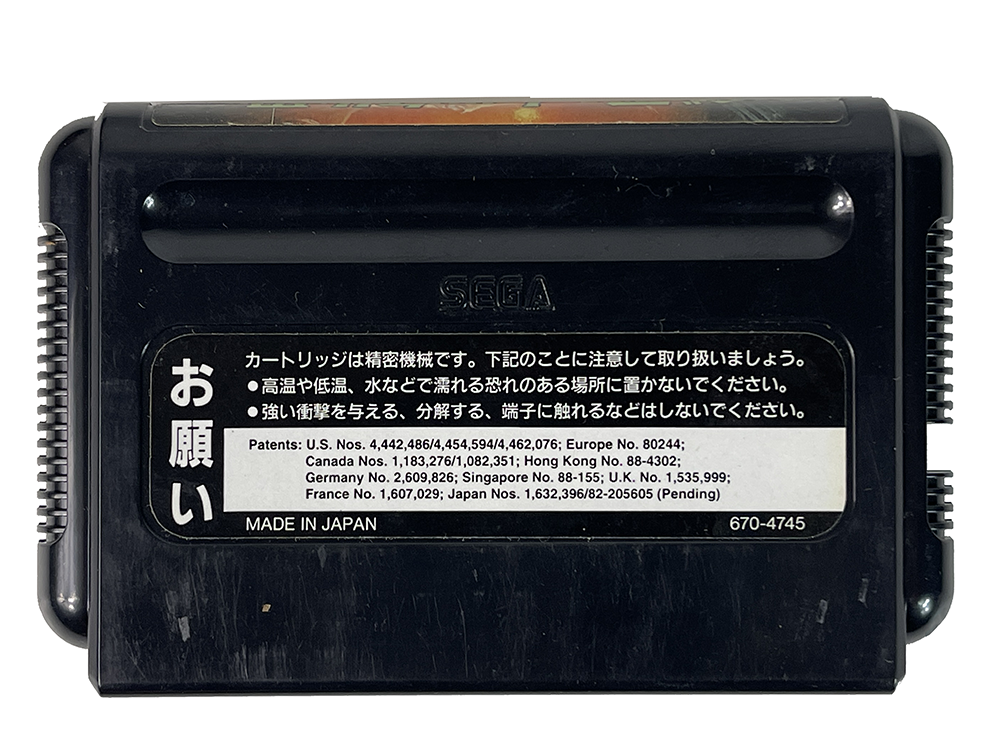 SEGA
お願い
カートリッジは精密機械です。下記のことに注意して取り扱いましょう。
●高温や低温、水などで濡れる恐れのある場所に置かないでください。
●強い衝撃を与える、分解する、端子に触れるなどはしないでください。
Patents: U.S. Nos. 4,442,486/4,454,594/4,462,076; Europe No. 80244;
Canada Nos. 1,183,276/1,082,351; Hong Kong No. 88-4302;
Germany No. 2,609,826; Singapore No. 88-155; U.K. No. 1,535,999;
France No. 1,607,029; Japan Nos. 1,632,396/82-205605 (Pending)
MADE IN JAPAN 670-4745